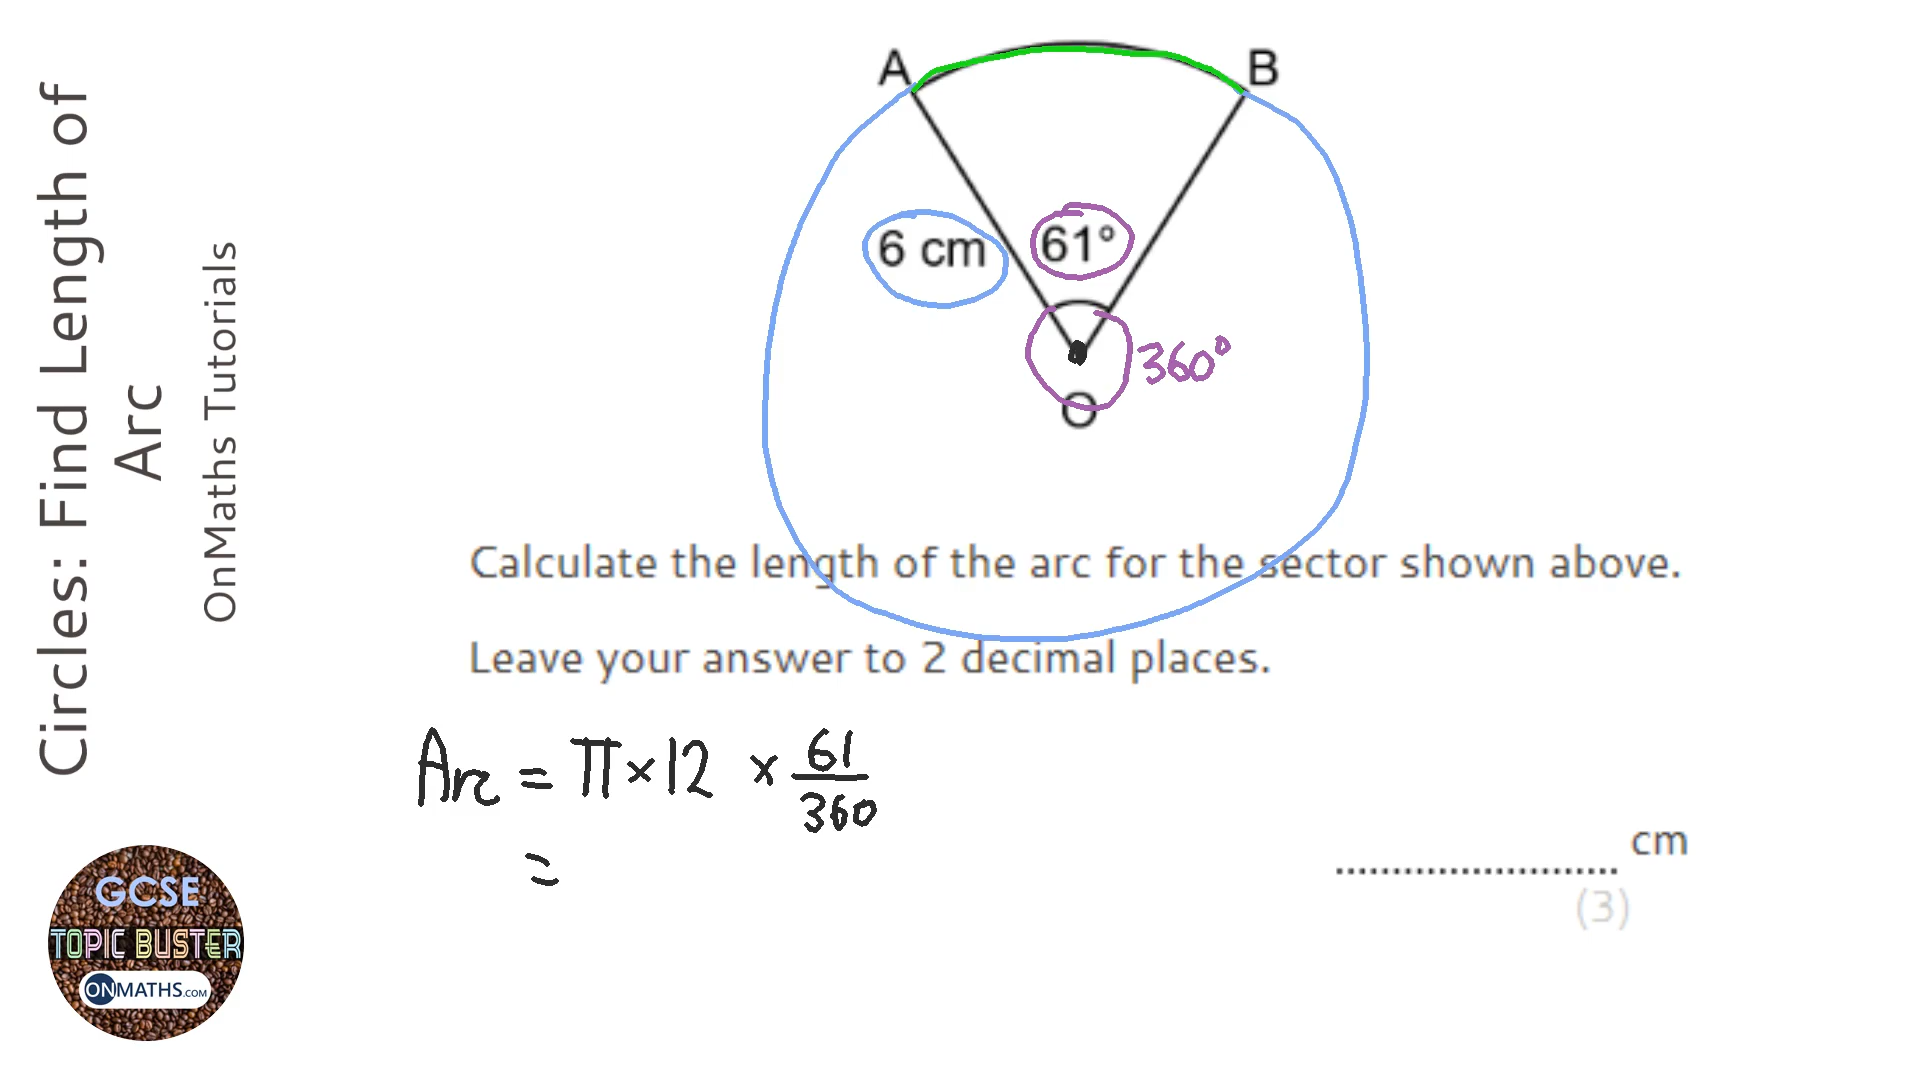 Circles: Find Length of
Arc
OnMaths Tutorials
A
B
6 cm
61°
360°
O
Calculate the length of the arc for the sector shown above.
Leave your answer to 2 decimal places.
Arc = π × 12 × 61/360
=
........................ cm
(3)
GCSE
TOPIC BUSTER
ONMATHS.COM